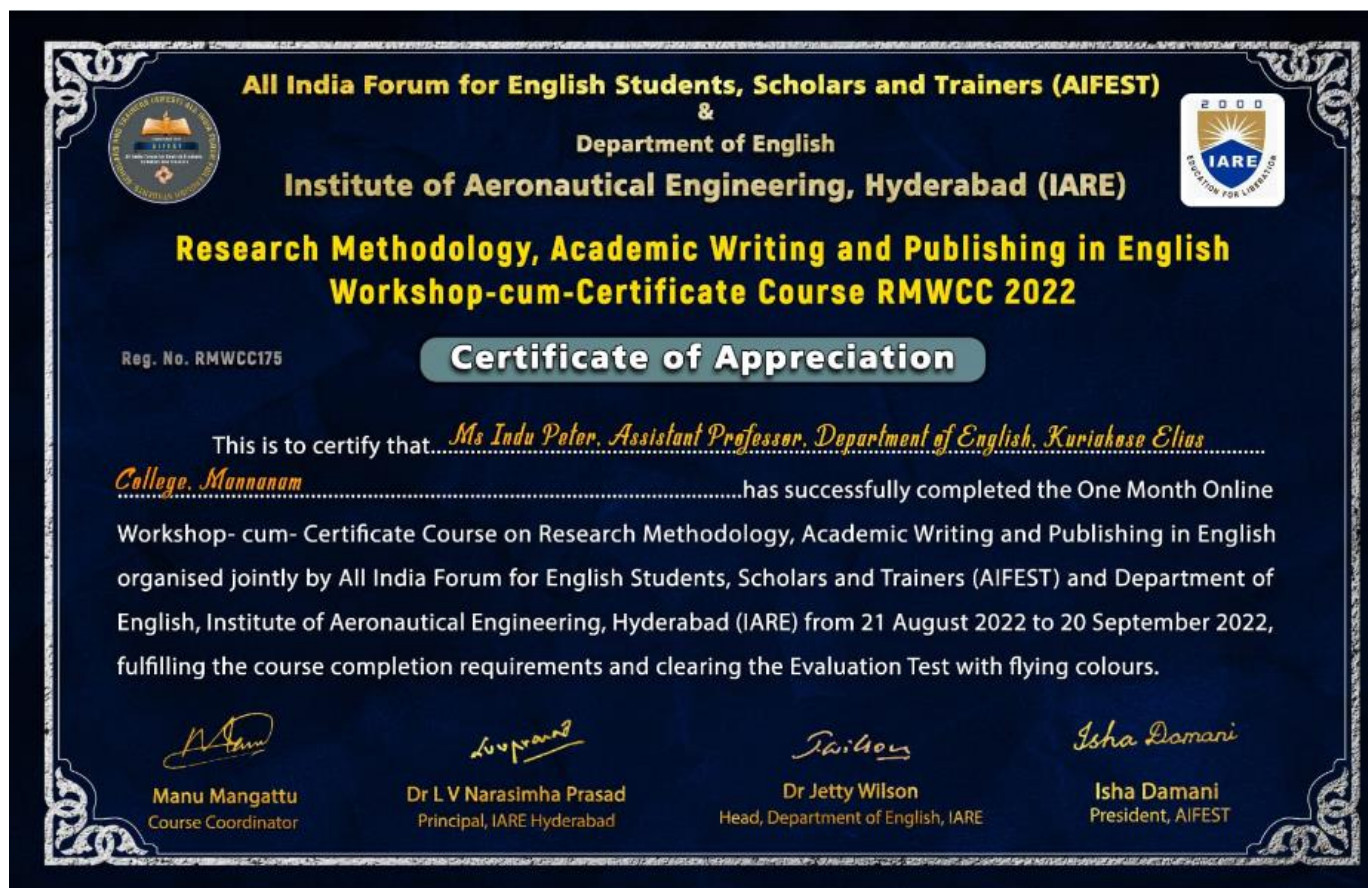 All India Forum for English Students, Scholars and Trainers (AIFEST)
&
Department of English
Institute of Aeronautical Engineering, Hyderabad (IARE)
2000
IARE
EDUCATION FOR LIBERATION
Research Methodology, Academic Writing and Publishing in English
Workshop-cum-Certificate Course RMWCC 2022
Reg. No. RMWCC175
Certificate of Appreciation
This is to certify that Ms Indu Peter, Assistant Professor, Department of English, Kuriakose Elias
College, Mannanam has successfully completed the One Month Online
Workshop- cum- Certificate Course on Research Methodology, Academic Writing and Publishing in English
organised jointly by All India Forum for English Students, Scholars and Trainers (AIFEST) and Department of
English, Institute of Aeronautical Engineering, Hyderabad (IARE) from 21 August 2022 to 20 September 2022,
fulfilling the course completion requirements and clearing the Evaluation Test with flying colours.
Isha Damani
Manu Mangattu
Course Coordinator
Dr L V Narasimha Prasad
Principal, IARE Hyderabad
Dr Jetty Wilson
Head, Department of English, IARE
Isha Damani
President, AIFEST